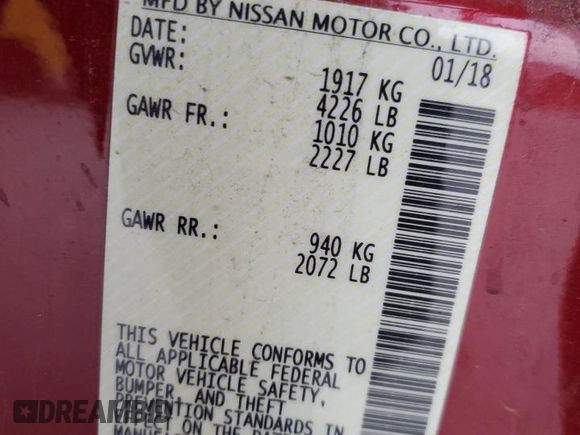 MFD BY NISSAN MOTOR CO., LTD.
DATE: 01/18
GVWR: 1917 KG
4226 LB
GAWR FR.: 1010 KG
2227 LB
GAWR RR.: 940 KG
2072 LB
THIS VEHICLE CONFORMS TO
ALL APPLICABLE FEDERAL
MOTOR VEHICLE SAFETY,
BUMPER, AND THEFT
PREVENTION STANDARDS IN
ON THE
DREAMBID